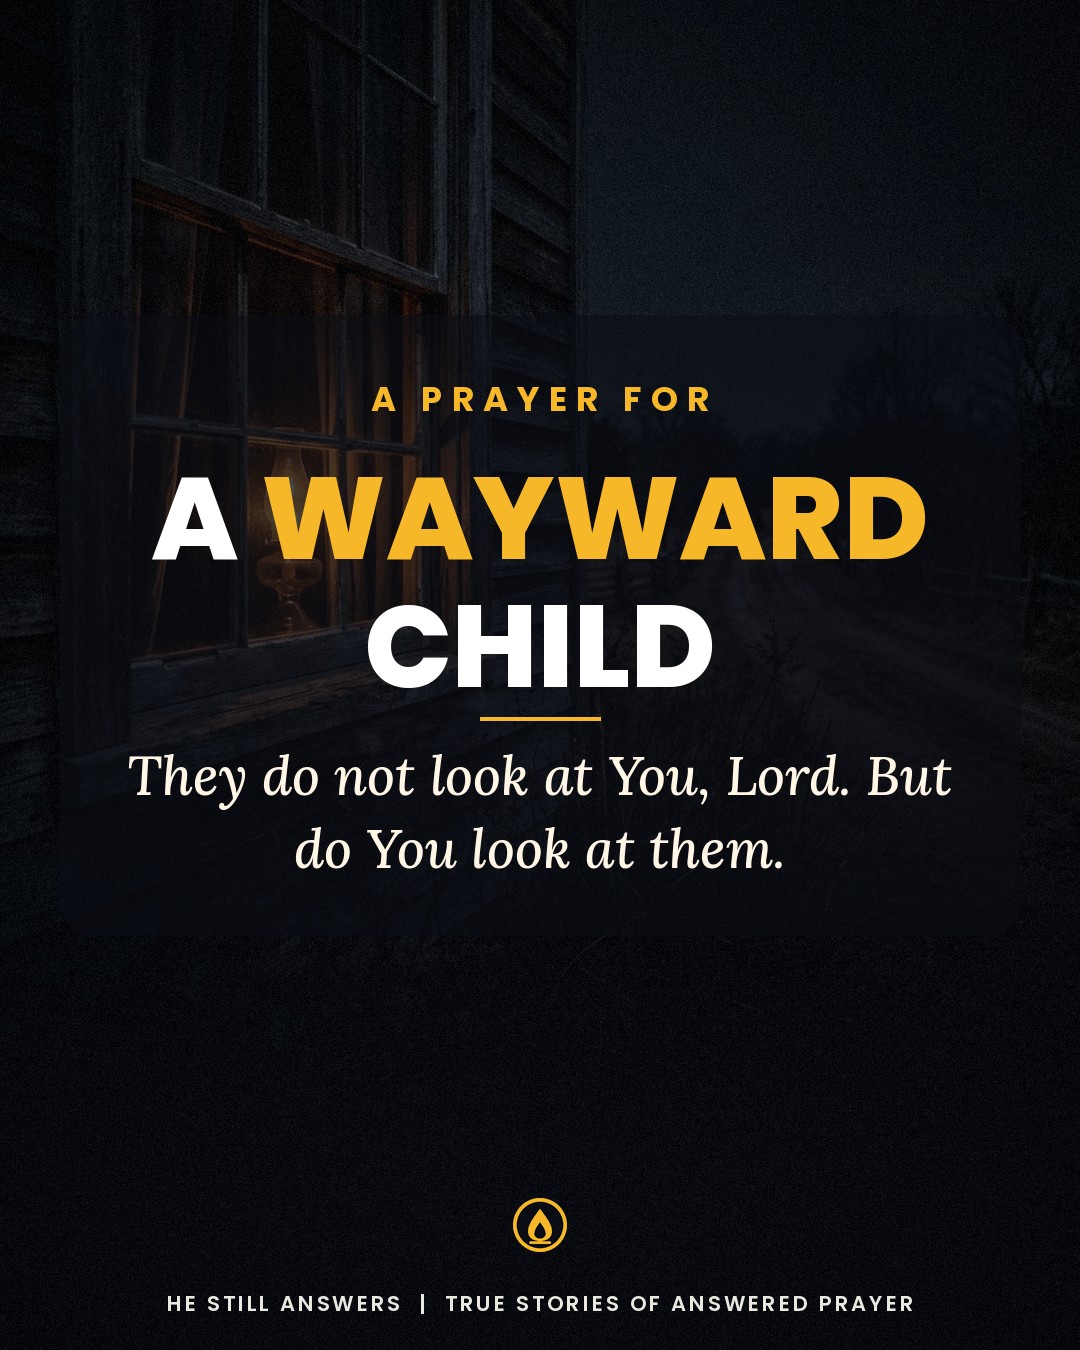 A PRAYER FOR
A WAYWARD
CHILD
They do not look at You, Lord. But
do You look at them.
HE STILL ANSWERS | TRUE STORIES OF ANSWERED PRAYER